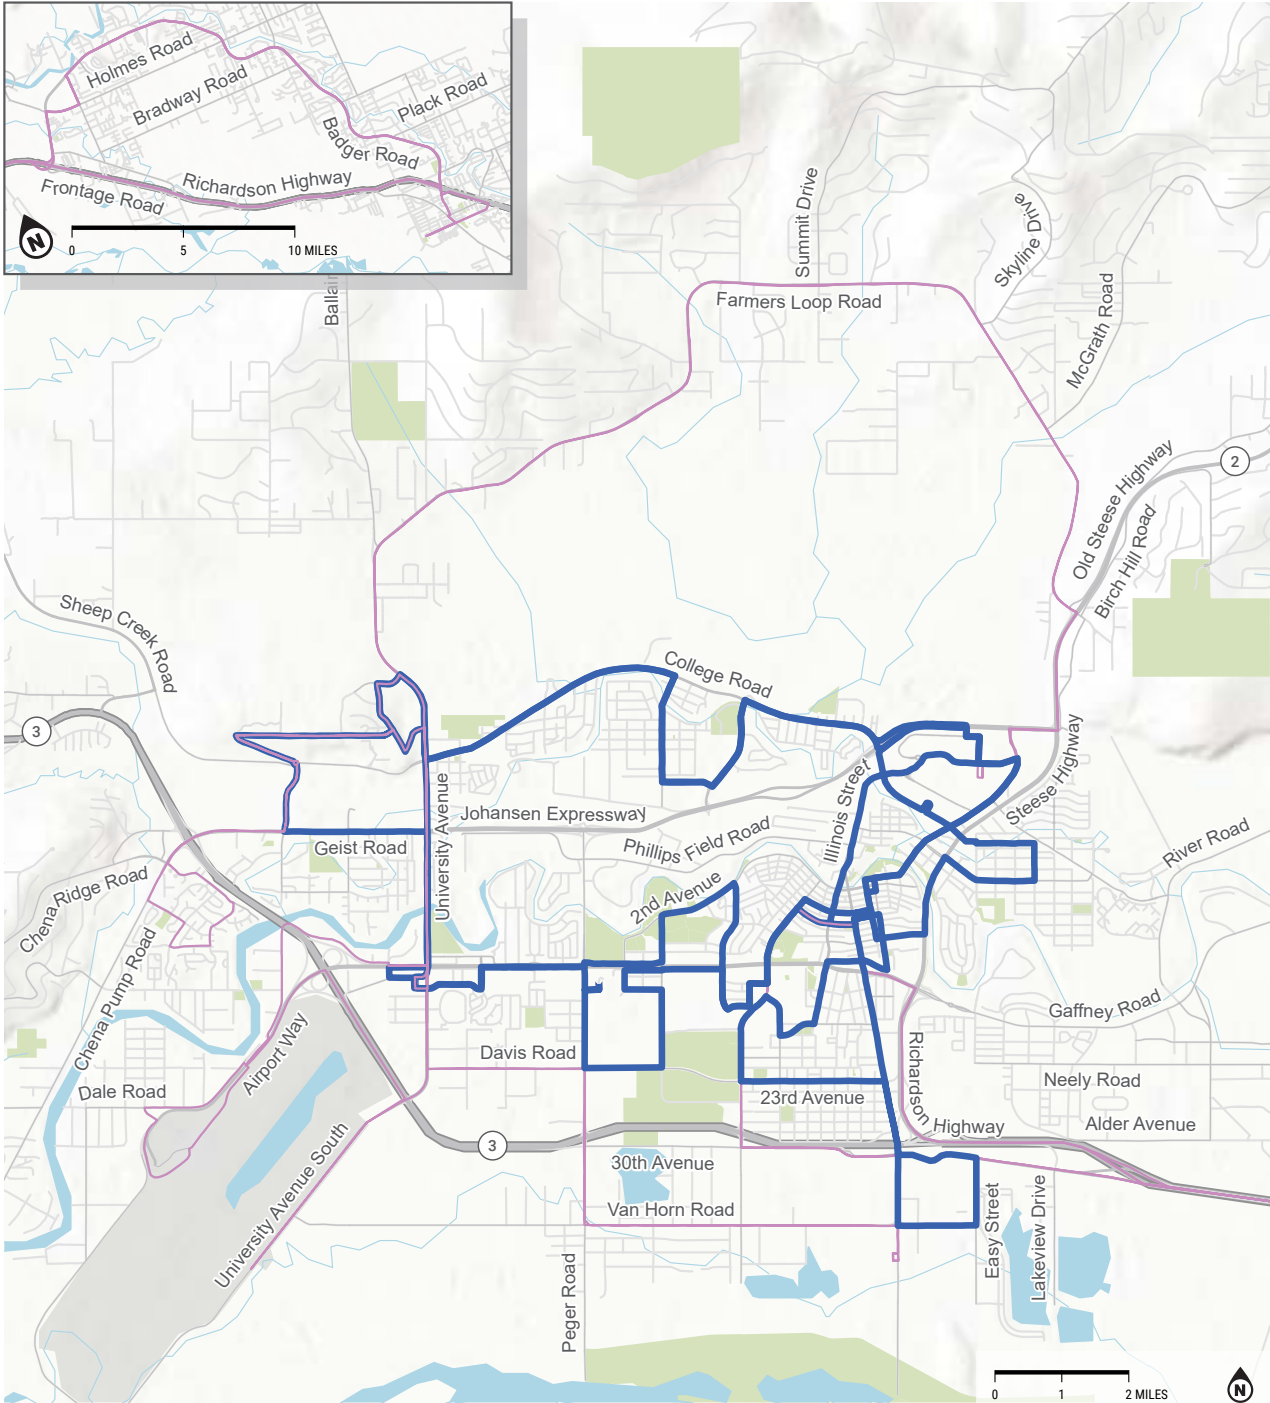 Holmes Road
Bradway Road
Plack Road
Badger Road
Richardson Highway
Frontage Road
N
0 5 10 MILES
Summit Drive
Skyline Drive
Farmers Loop Road
McGrath Road
Old Steese Highway
2
Birch Hill Road
Sheep Creek Road
College Road
3
Steese Highway
Illinois Street
University Avenue
Johansen Expressway
Phillips Field Road
Geist Road
River Road
Chena Ridge Road
2nd Avenue
Chena Pump Road
Airport Way
Gaffney Road
Davis Road
Richardson Highway
Neely Road
Dale Road
23rd Avenue
Alder Avenue
3
University Avenue South
30th Avenue
Van Horn Road
Easy Street
Lakeview Drive
Peger Road
0 1 2 MILES
N